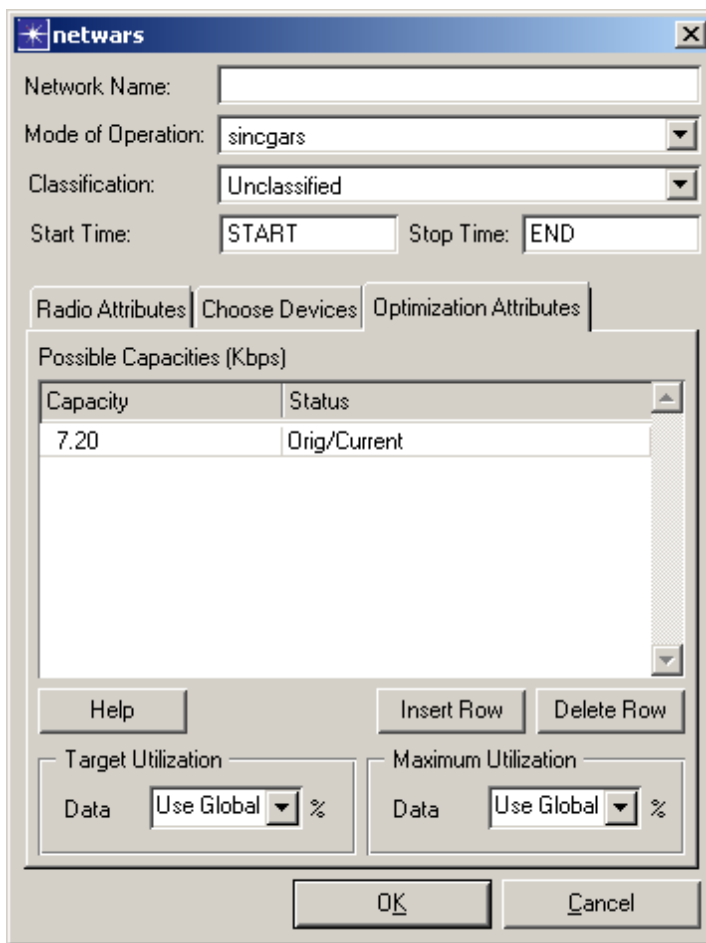 netwars
Network Name:
Mode of Operation: sincgars
Classification: Unclassified
Start Time: START Stop Time: END
Radio Attributes Choose Devices Optimization Attributes
Possible Capacities (Kbps)
Capacity Status
7.20 Orig/Current
Help Insert Row Delete Row
Target Utilization Maximum Utilization
Data Use Global % Data Use Global %
OK Cancel